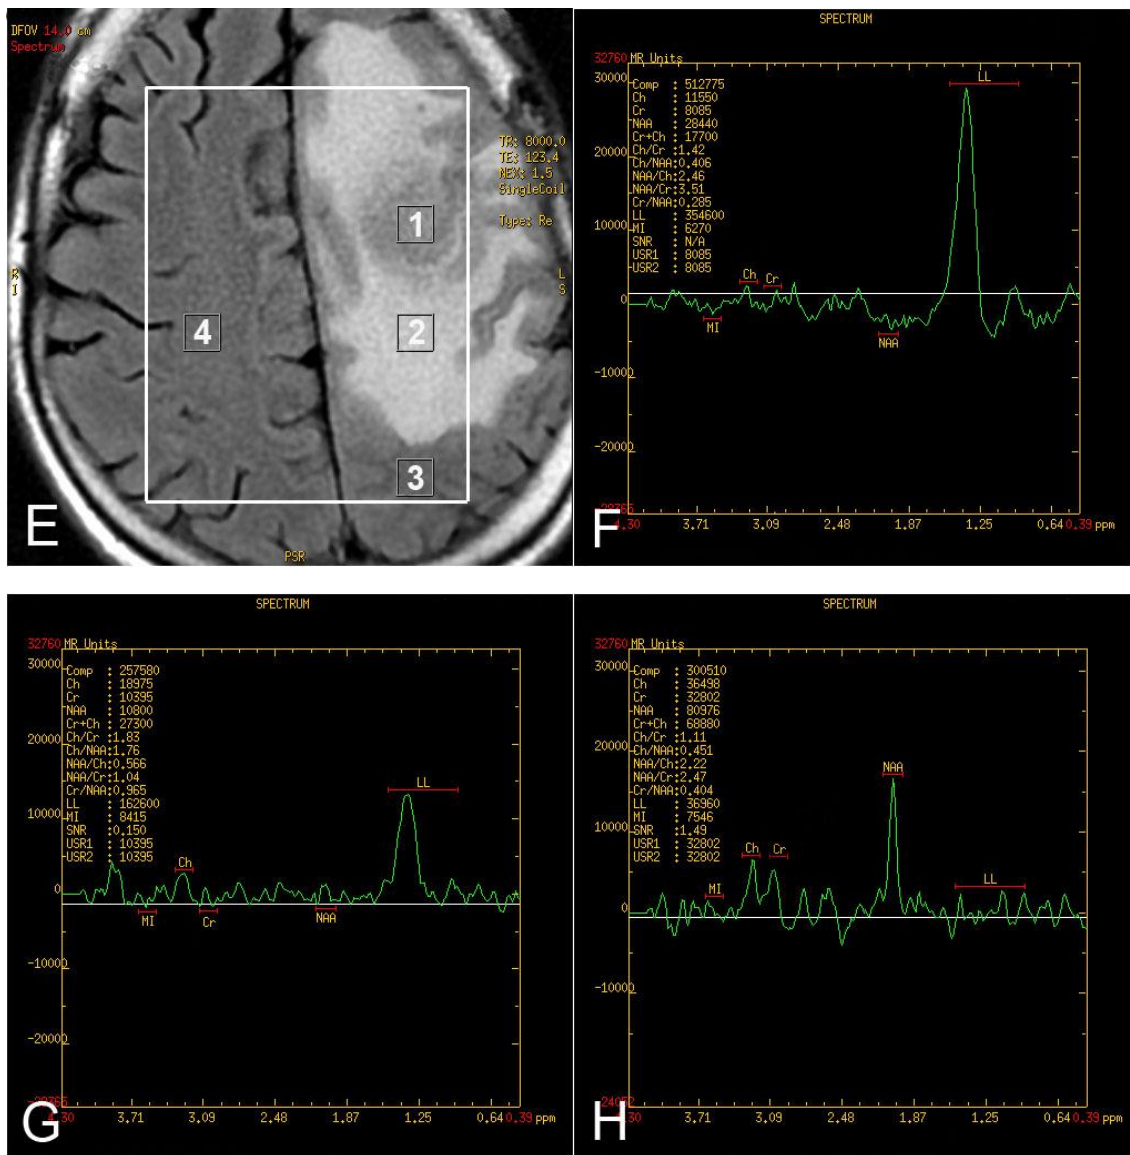 DFOV 14.0 cm
Spectrum
TR: 8000.0
TE: 123.4
NEX: 1.5
SingleCoil
Type: Re
1
R
I
L
S
4
2
3
E
PSR
SPECTRUM
32760 MR Units
30000
20000
10000
0
-10000
-20000
Comp : 512775
Ch : 11550
Cr : 8085
NAA : 28440
Cr+Ch : 17700
Ch/Cr :1.42
Ch/NAA:0.406
NAA/Ch:2.46
NAA/Cr:3.51
Cr/NAA:0.285
LL : 354600
MI : 6270
SNR : N/A
USR1 : 8085
USR2 : 8085
LL
Ch
Cr
MI
NAA
F
4.30 3.71 3.09 2.48 1.87 1.25 0.64 0.39 ppm
SPECTRUM
32760 MR Units
30000
20000
10000
0
-10000
-20000
Comp : 257580
Ch : 18975
Cr : 10395
NAA : 10800
Cr+Ch : 27300
Ch/Cr :1.83
Ch/NAA:1.76
NAA/Ch:0.566
NAA/Cr:1.04
Cr/NAA:0.965
LL : 162600
MI : 8415
SNR :0.150
USR1 : 10395
USR2 : 10395
LL
Ch
MI
Cr
NAA
G
4.30 3.71 3.09 2.48 1.87 1.25 0.64 0.39 ppm
SPECTRUM
32760 MR Units
30000
20000
10000
0
-10000
Comp : 300510
Ch : 36498
Cr : 32802
NAA : 80976
Cr+Ch : 68880
Ch/Cr :1.11
Ch/NAA:0.451
NAA/Ch:2.22
NAA/Cr:2.47
Cr/NAA:0.404
LL : 36960
MI : 7546
SNR :1.49
USR1 : 32802
USR2 : 32802
NAA
Ch
Cr
MI
LL
H
3.71 3.09 2.48 1.87 1.25 0.64 0.39 ppm